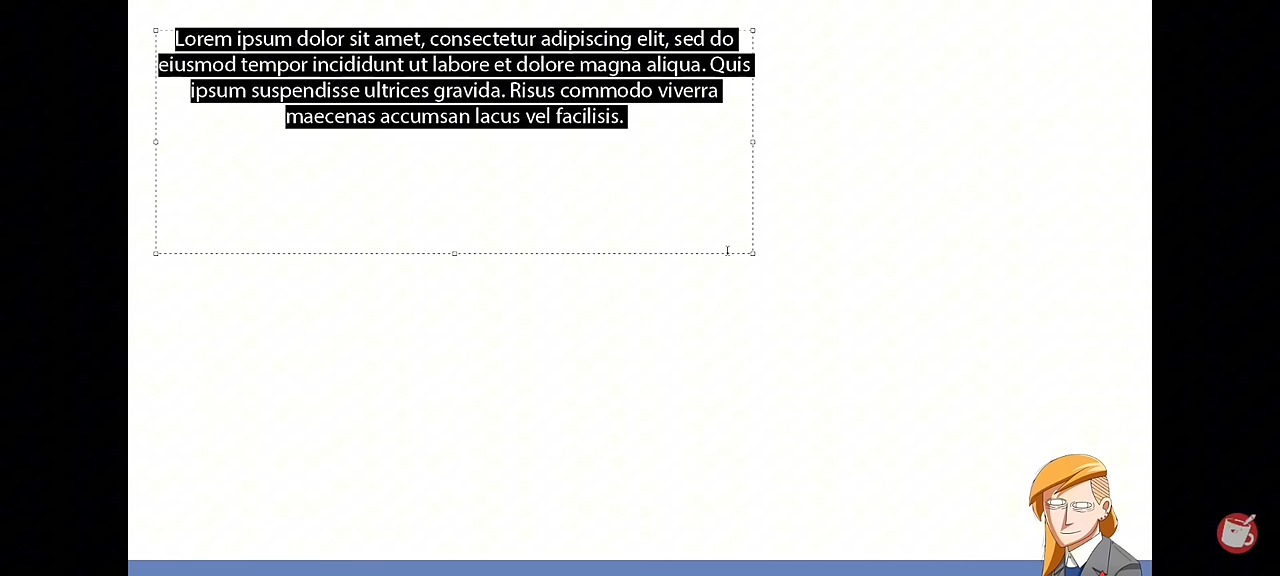 Lorem ipsum dolor sit amet, consectetur adipiscing elit, sed do
eiusmod tempor incididunt ut labore et dolore magna aliqua. Quis
ipsum suspendisse ultrices gravida. Risus commodo viverra
maecenas accumsan lacus vel facilisis.